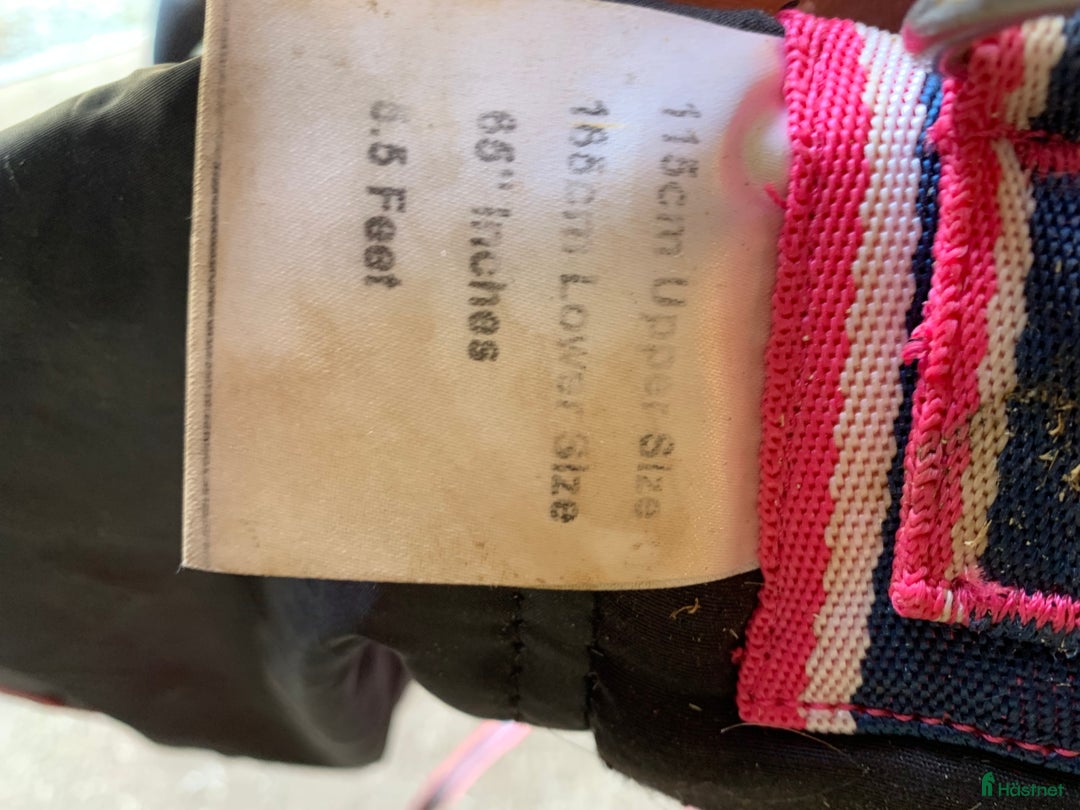 115cm Upper Size
165cm Lower Size
65" Inches
5.5 Feet
Hästnet